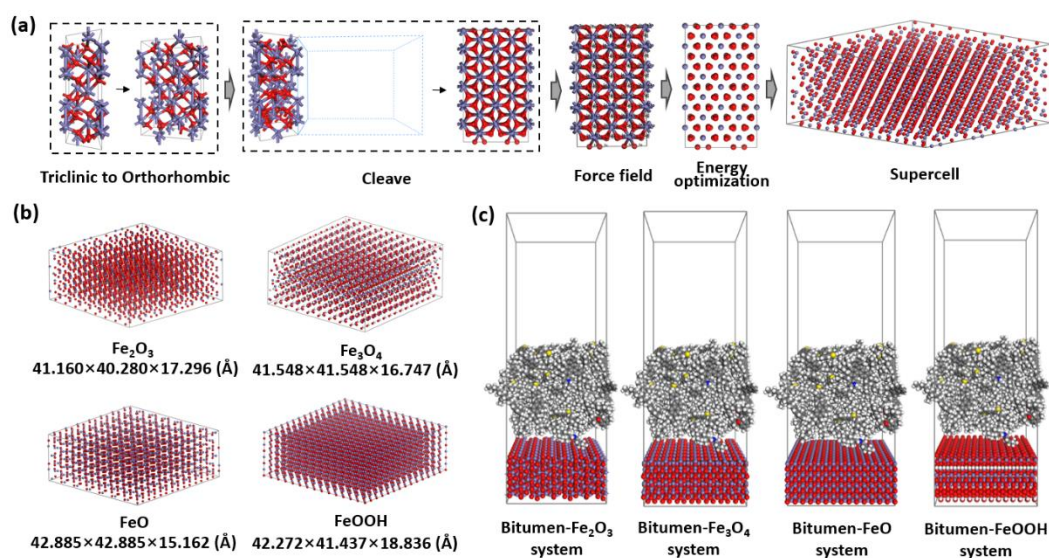 (a)
Triclinic to Orthorhombic
Cleave
Force field
Energy
optimization
Supercell
(b)
Fe₂O₃
41.160×40.280×17.296 (Å)
Fe₃O₄
41.548×41.548×16.747 (Å)
FeO
42.885×42.885×15.162 (Å)
FeOOH
42.272×41.437×18.836 (Å)
(c)
Bitumen-Fe₂O₃
system
Bitumen-Fe₃O₄
system
Bitumen-FeO
system
Bitumen-FeOOH
system